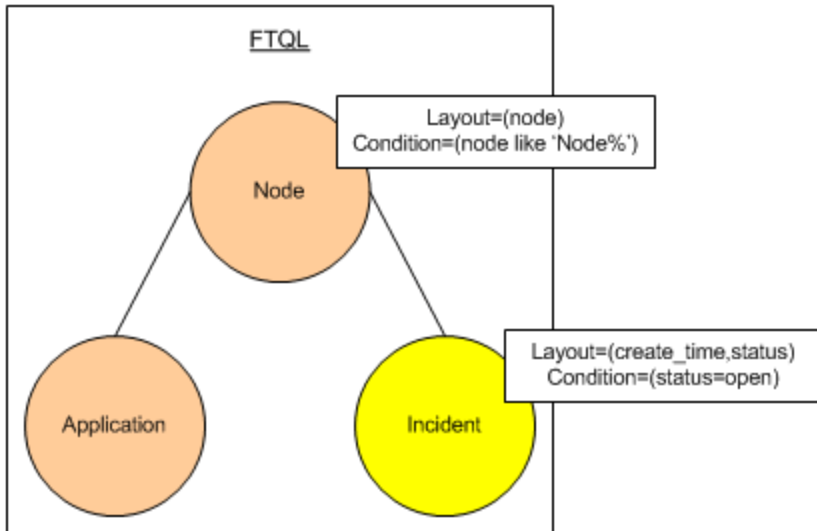 FTQL
Layout=(node)
Condition=(node like ‘Node%’)
Node
Layout=(create_time,status)
Condition=(status=open)
Application
Incident